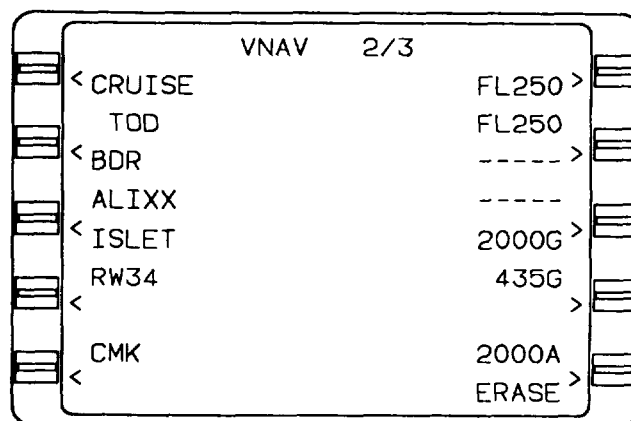 VNAV 2/3
< CRUISE FL250 >
TOD FL250
< BDR ----- >
ALIXX -----
< ISLET 2000G >
RW34 435G
< >
CMK 2000A
< ERASE >